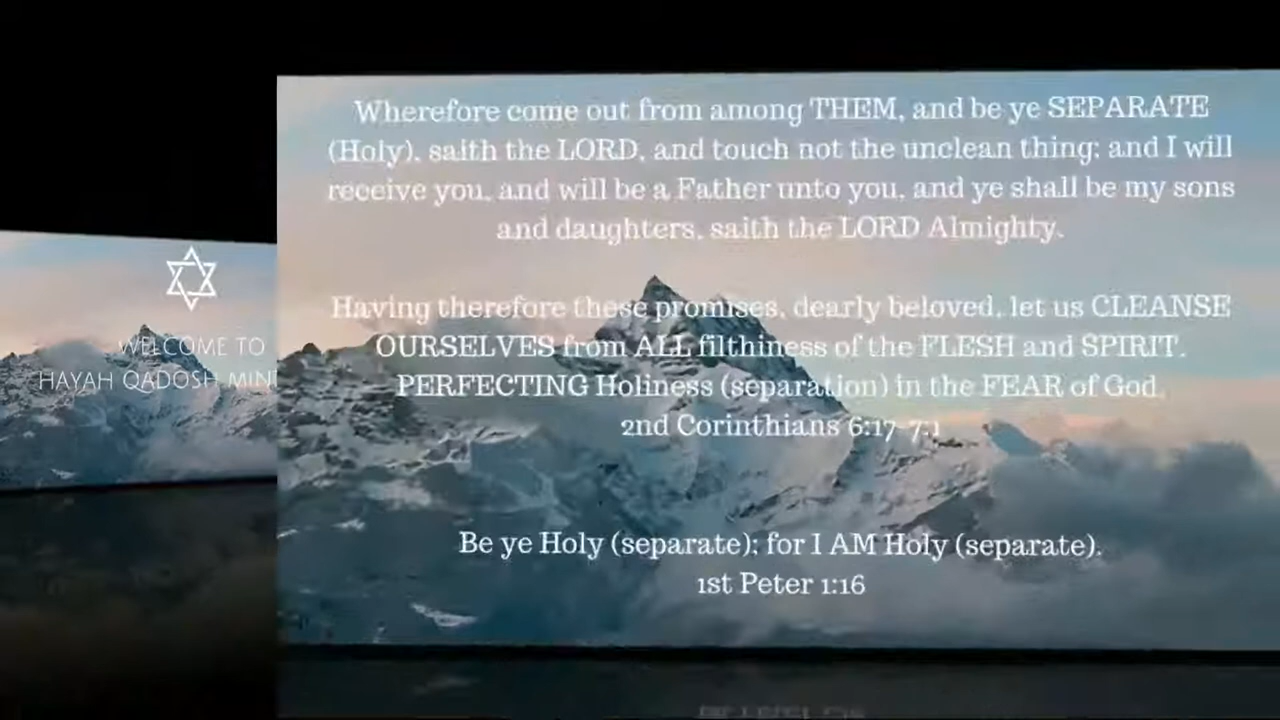 Wherefore come out from among THEM, and be ye SEPARATE
(Holy), saith the LORD, and touch not the unclean thing; and I will
receive you, and will be a Father unto you, and ye shall be my sons
and daughters, saith the LORD Almighty.
Having therefore these promises, dearly beloved, let us CLEANSE
OURSELVES from ALL filthiness of the FLESH and SPIRIT,
PERFECTING Holiness (separation) in the FEAR of God.
2nd Corinthians 6:17-7:1
Be ye Holy (separate); for I AM Holy (separate).
1st Peter 1:16
WELCOME TO
HAYAH QADOSH MINI